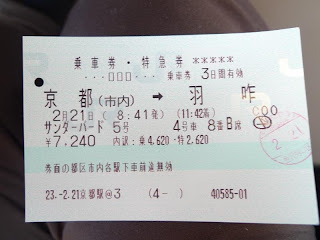 乗車券・特急券 *****
・・・□□□・・・ 乗車券 3日間有効
京都(市内) → 羽咋
2月21日( 8:41発) (11:42着) 〇〇〇
サンダーバード 5号 4号車 8番B席
¥7,240 内訳:乗4,620・特2,620
券面の都区市内各駅下車前途無効
23.-2.21京都駅@3 (4- ) 40585-01